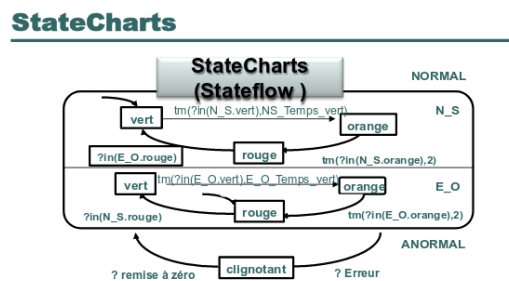 StateCharts
StateCharts
(Stateflow )
NORMAL
vert
tm(?in(N_S.vert),NS_Temps_vert)
orange
N_S
?in(E_O.rouge)
rouge
tm(?in(N_S.orange),2)
vert
tm(?in(E_O.vert),E_O_Temps_vert)
orange
E_O
?in(N_S.rouge)
rouge
tm(?in(E_O.orange),2)
ANORMAL
? remise à zéro
clignotant
? Erreur